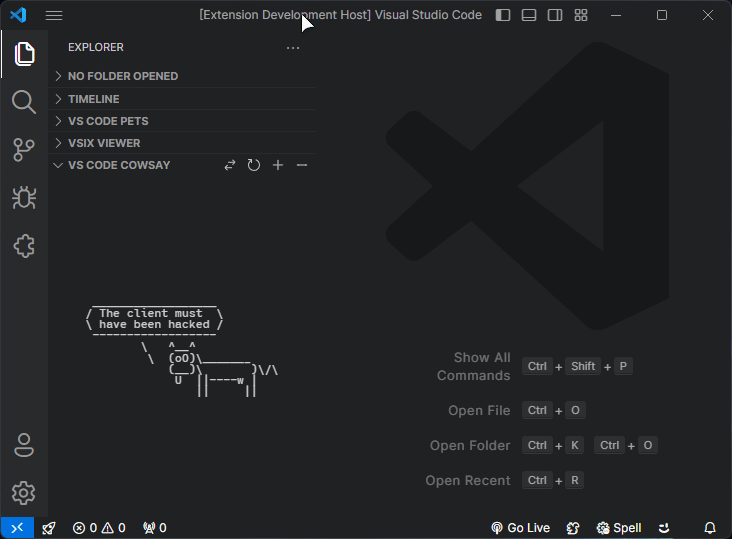 [Extension Development Host] Visual Studio Code
EXPLORER
NO FOLDER OPENED
TIMELINE
VS CODE PETS
VSIX VIEWER
VS CODE COWSAY
/ The client must \
\ have been hacked /
\ ^__^
\ (oO)\_______
(__)\ )\/\
U ||----w |
|| ||
Show All Commands Ctrl + Shift + P
Open File Ctrl + O
Open Folder Ctrl + K Ctrl + O
Open Recent Ctrl + R
0 0 0 Go Live Spell